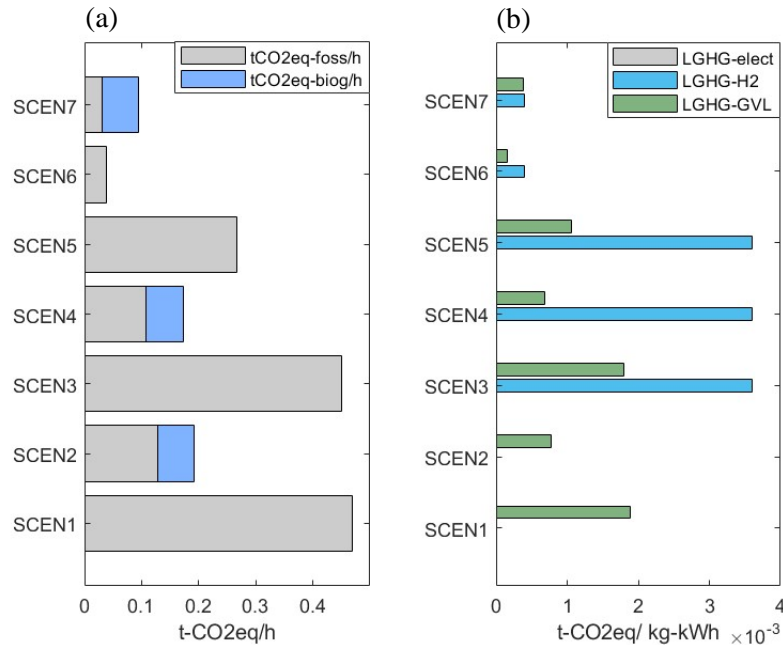 (a)
tCO2eq-foss/h
tCO2eq-biog/h
SCEN7
SCEN6
SCEN5
SCEN4
SCEN3
SCEN2
SCEN1
0 0.1 0.2 0.3 0.4
t-CO2eq/h
(b)
LGHG-elect
LGHG-H2
LGHG-GVL
SCEN7
SCEN6
SCEN5
SCEN4
SCEN3
SCEN2
SCEN1
0 1 2 3 4
t-CO2eq/ kg-kWh ×10-3